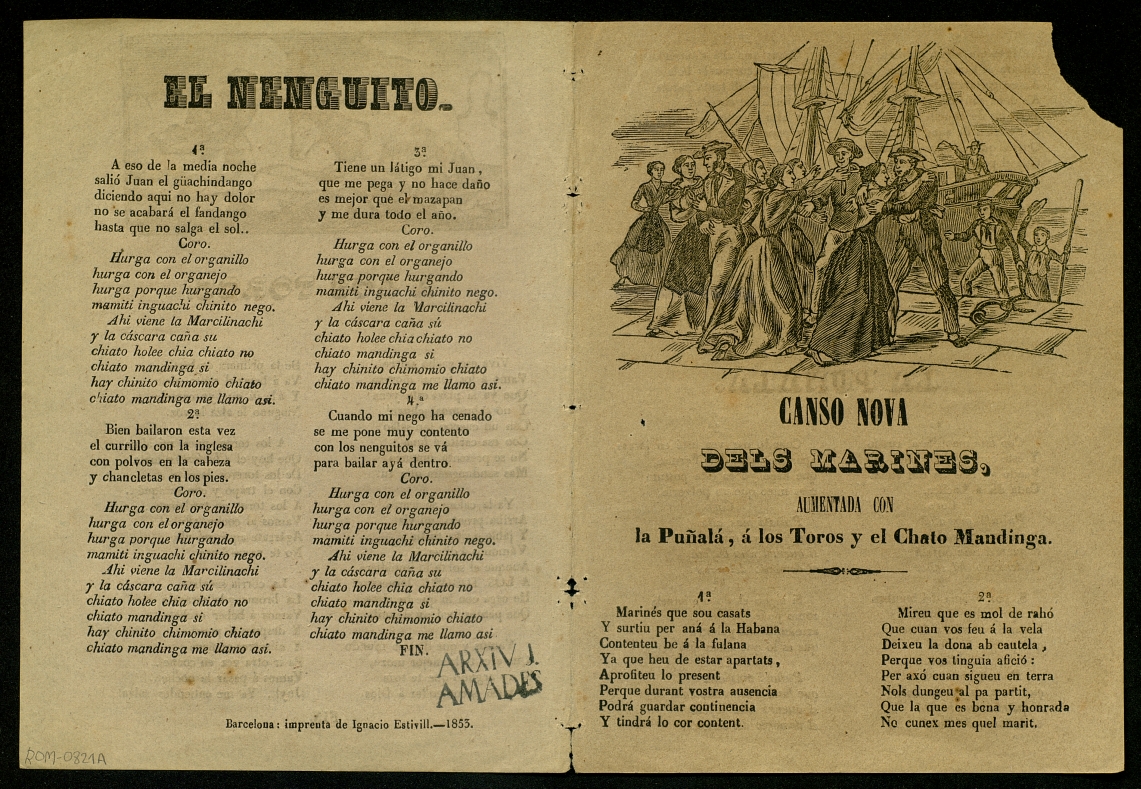 EL NENGUITO.
1ª
A eso de la media noche
salió Juan el güachindango
diciendo aqui no hay dolor
no se acabará el fandango
hasta que no salga el sol..
Coro.
Hurga con el organillo
hurga con el organejo
hurga porque hurgando
mamiti inguachi chinito nego.
Ahi viene la Marcilinachi
y la cáscara caña su
chiato holee chia chiato no
chiato mandinga si
hay chinito chimomio chiato
chiato mandinga me llamo asi.
2ª
Bien bailaron esta vez
el currillo con la inglesa
con polvos en la cabeza
y chancletas en los pies.
Coro.
Hurga con el organillo
hurga con el organejo
hurga porque hurgando
mamiti inguachi chinito nego.
Ahi viene la Marcilinachi
y la cáscara caña sú
chiato holee chia chiato no
chiato mandinga si
hay chinito chimomio chiato
chiato mandinga me llamo asi.
3ª
Tiene un látigo mi Juan,
que me pega y no hace daño
es mejor que el mazapan
y me dura todo el año.
Coro.
Hurga con el organillo
hurga con el organejo
hurga porque hurgando
mamiti inguachi chinito nego.
Ahi viene la Marcilinachi
y la cáscara caña sú
chiato holee chia chiato no
chiato mandinga si
hay chinito chimomio chiato
chiato mandinga me llamo asi.
4.ª
Cuando mi nego ha cenado
se me pone muy contento
con los nenguitos se vá
para bailar ayá dentro.
Coro.
Hurga con el organillo
hurga con el organejo
hurga porque hurgando
mamiti inguachi chinito nego.
Ahi viene la Marcilinachi
y la cáscara caña su
chiato holee chia chiato no
chiato mandinga si
hay chinito chimomio chiato
chiato mandinga me llamo asi
FIN.
ARXIV J.
AMADES
Barcelona: imprenta de Ignacio Estivill.—1853.
ROM-0821A
CANSO NOVA
DELS MARINES,
AUMENTADA CON
la Puñalá, á los Toros y el Chato Mandinga.
1ª
Marinés que sou casats
Y surtiu per aná á la Habana
Contenteu be á la fulana
Ya que heu de estar apartats,
Aprofiteu lo present
Perque durant vostra ausencia
Podrá guardar continencia
Y tindrá lo cor content.
2ª
Mireu que es mol de rahó
Que cuan vos feu á la vela
Deixeu la dona ab cautela,
Perque vos tinguia afició:
Per axó cuan sigueu en terra
Nols dungeu al pa partit,
Que la que es bona y honrada
No cunex mes quel marit.